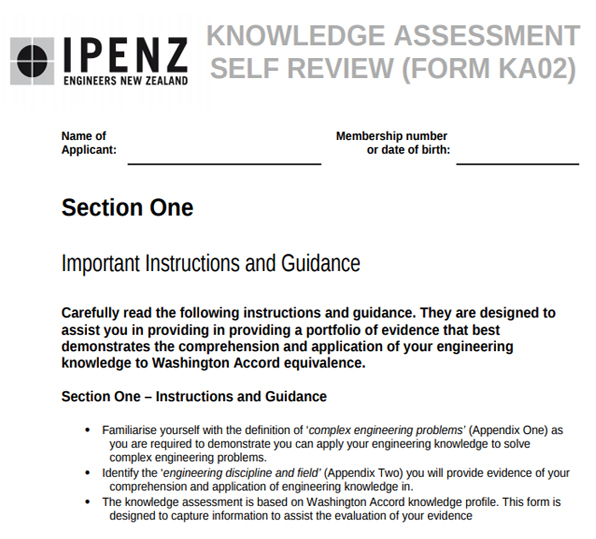 IPENZ
ENGINEERS NEW ZEALAND
KNOWLEDGE ASSESSMENT
SELF REVIEW (FORM KA02)
Name of
Applicant:
Membership number
or date of birth:
Section One
Important Instructions and Guidance
Carefully read the following instructions and guidance. They are designed to
assist you in providing in providing a portfolio of evidence that best
demonstrates the comprehension and application of your engineering
knowledge to Washington Accord equivalence.
Section One – Instructions and Guidance
• Familiarise yourself with the definition of ‘complex engineering problems’ (Appendix One) as
you are required to demonstrate you can apply your engineering knowledge to solve
complex engineering problems.
• Identify the ‘engineering discipline and field’ (Appendix Two) you will provide evidence of your
comprehension and application of engineering knowledge in.
• The knowledge assessment is based on Washington Accord knowledge profile. This form is
designed to capture information to assist the evaluation of your evidence